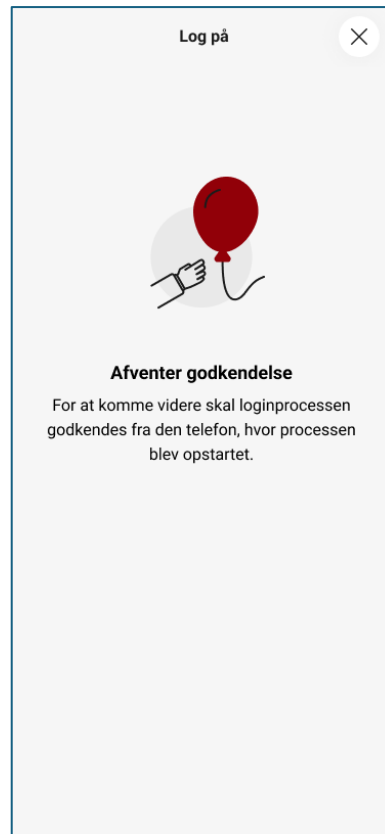 Log på
Afventer godkendelse
For at komme videre skal loginprocessen
godkendes fra den telefon, hvor processen
blev opstartet.